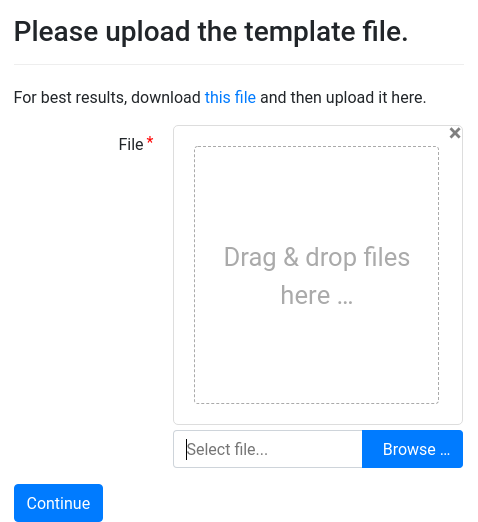 Please upload the template file.
For best results, download this file and then upload it here.
File *
×
Drag & drop files
here ...
Select file...
Browse ...
Continue